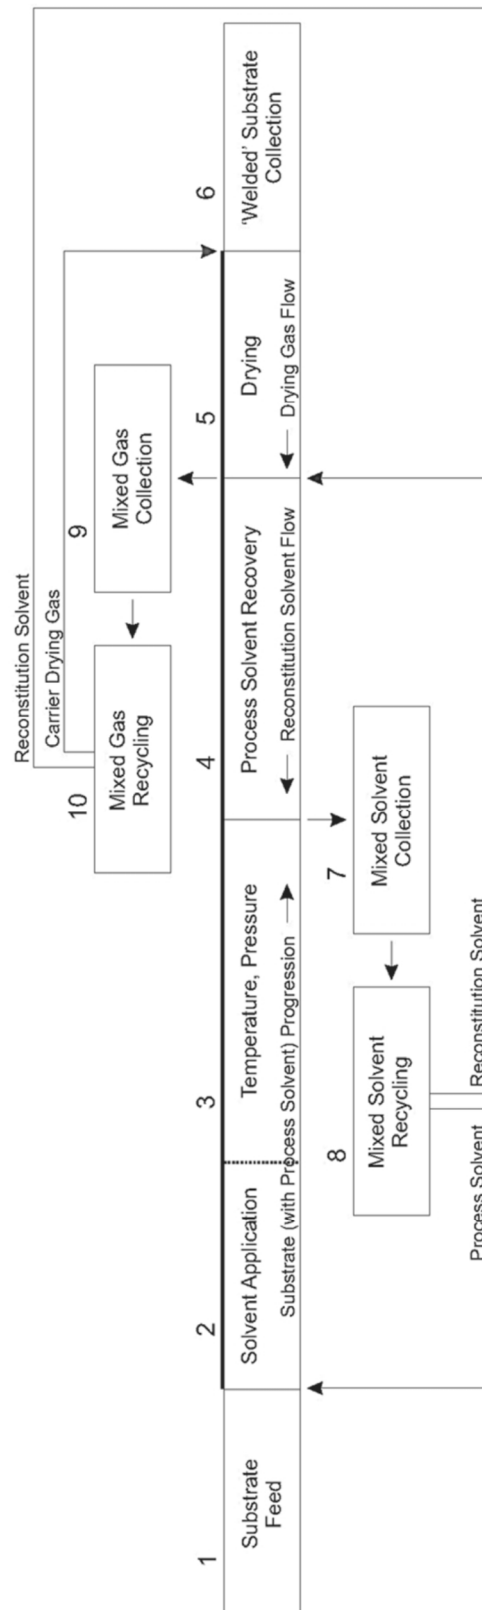 Reconstitution Solvent
Carrier Drying Gas
10
Mixed Gas
Recycling
9
Mixed Gas
Collection
1
Substrate
Feed
2
Solvent Application
3
Temperature, Pressure
Substrate (with Process Solvent) Progression
4
Process Solvent Recovery
Reconstitution Solvent Flow
5
Drying
Drying Gas Flow
6
'Welded' Substrate
Collection
8
Mixed Solvent
Recycling
7
Mixed Solvent
Collection
Process Solvent
Reconstitution Solvent